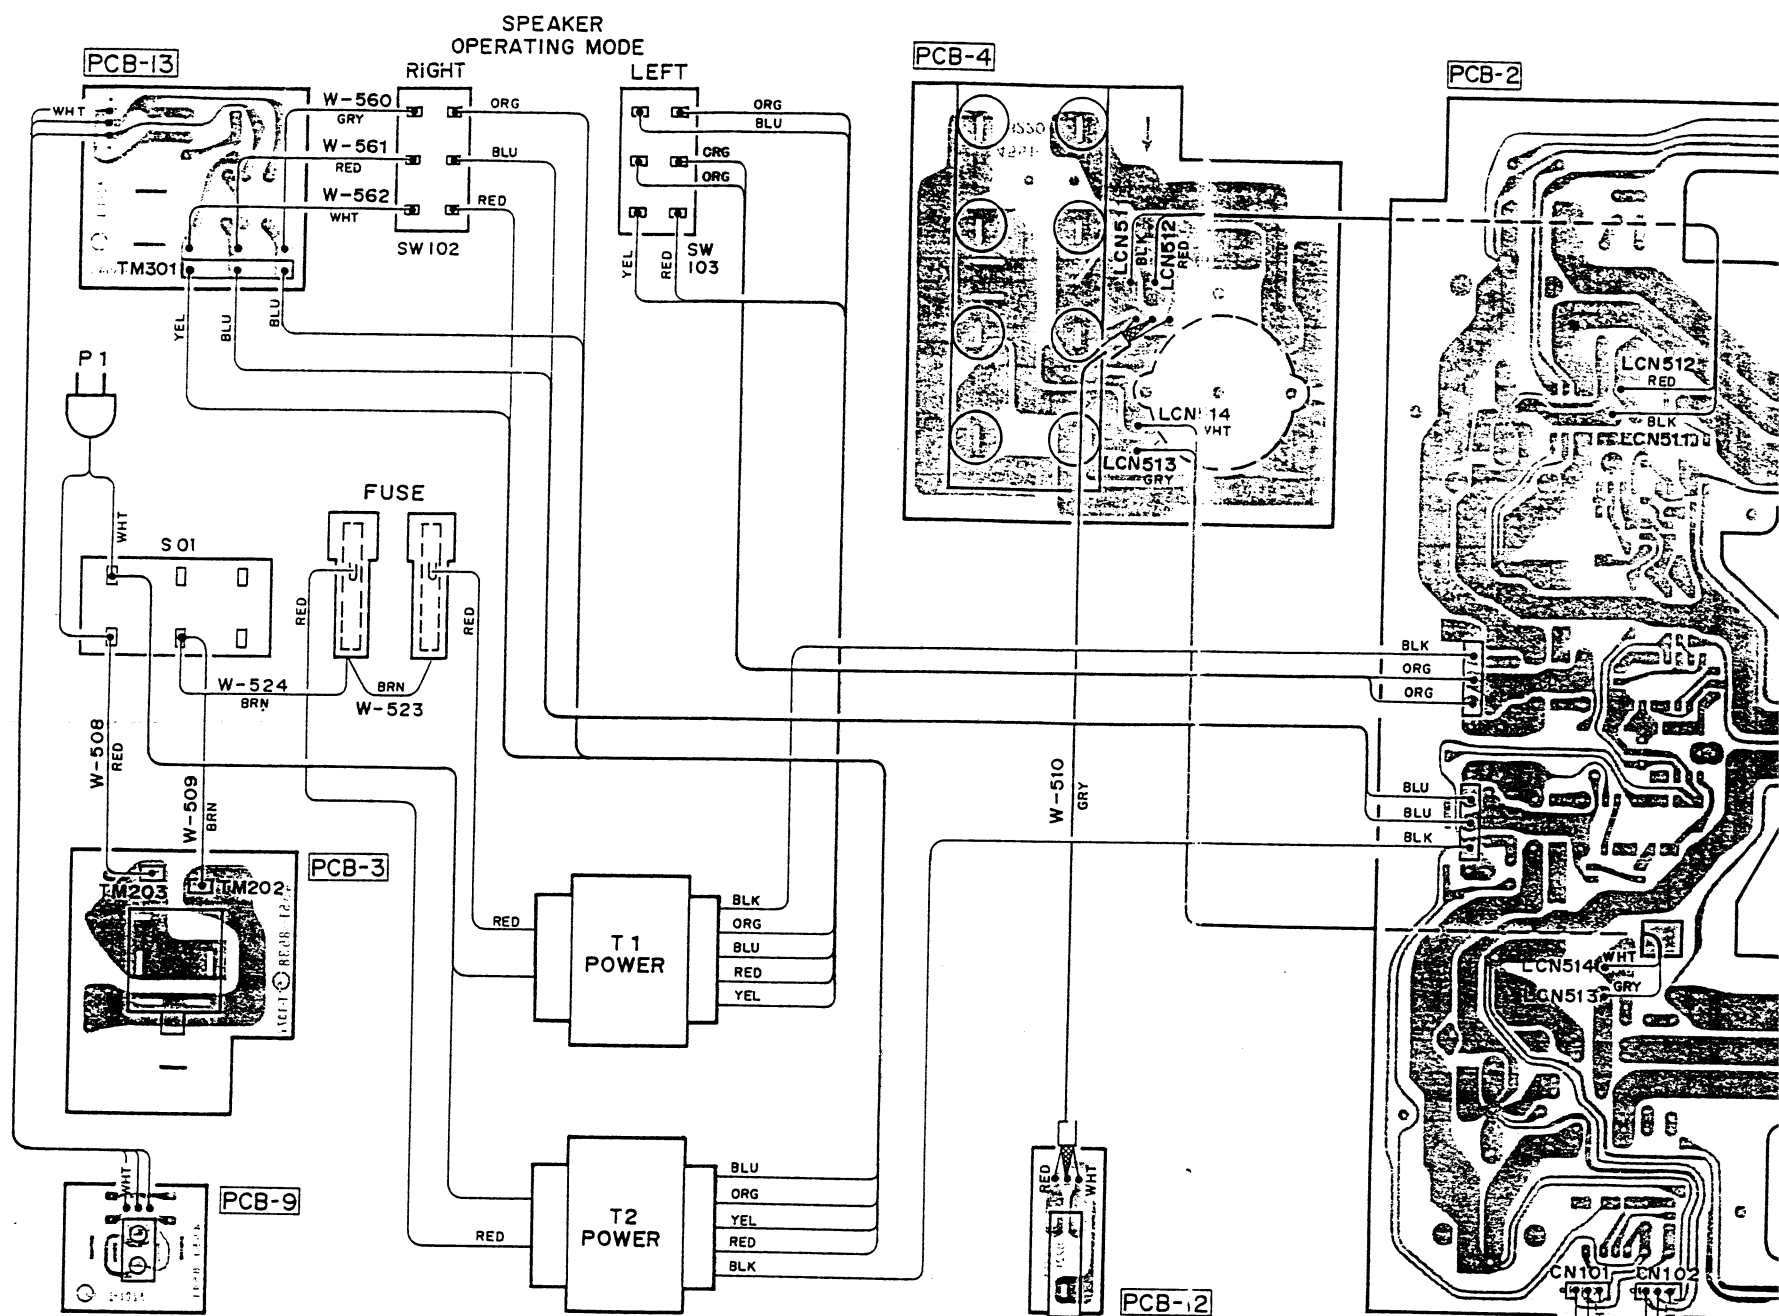 SPEAKER
OPERATING MODE
PCB-13
RIGHT
LEFT
PCB-4
PCB-2
WHT
W-560
GRY
ORG
ORG
BLU
W-561
RED
BLU
ORG
ORG
W-562
WHT
RED
SW102
SW
103
TM301
YEL
BLU
BLU
YEL
RED
LCN511
BLK
LCN512
RED
P1
LCN512
RED
BLK
LCN511
WHT
LCN513
GRY
FUSE
WHT
S01
RED
RED
W-524
BRN
BRN
W-523
BLK
ORG
ORG
W-508
RED
W-509
BRN
W-510
GRY
BLU
BLU
BLK
PCB-3
TM203
TM202
RED
T1
POWER
BLK
ORG
BLU
RED
YEL
LCN514
WHT
LCN513
GRY
PCB-9
WHT
RED
T2
POWER
BLU
ORG
YEL
RED
BLK
RED
WHT
CN101
CN102